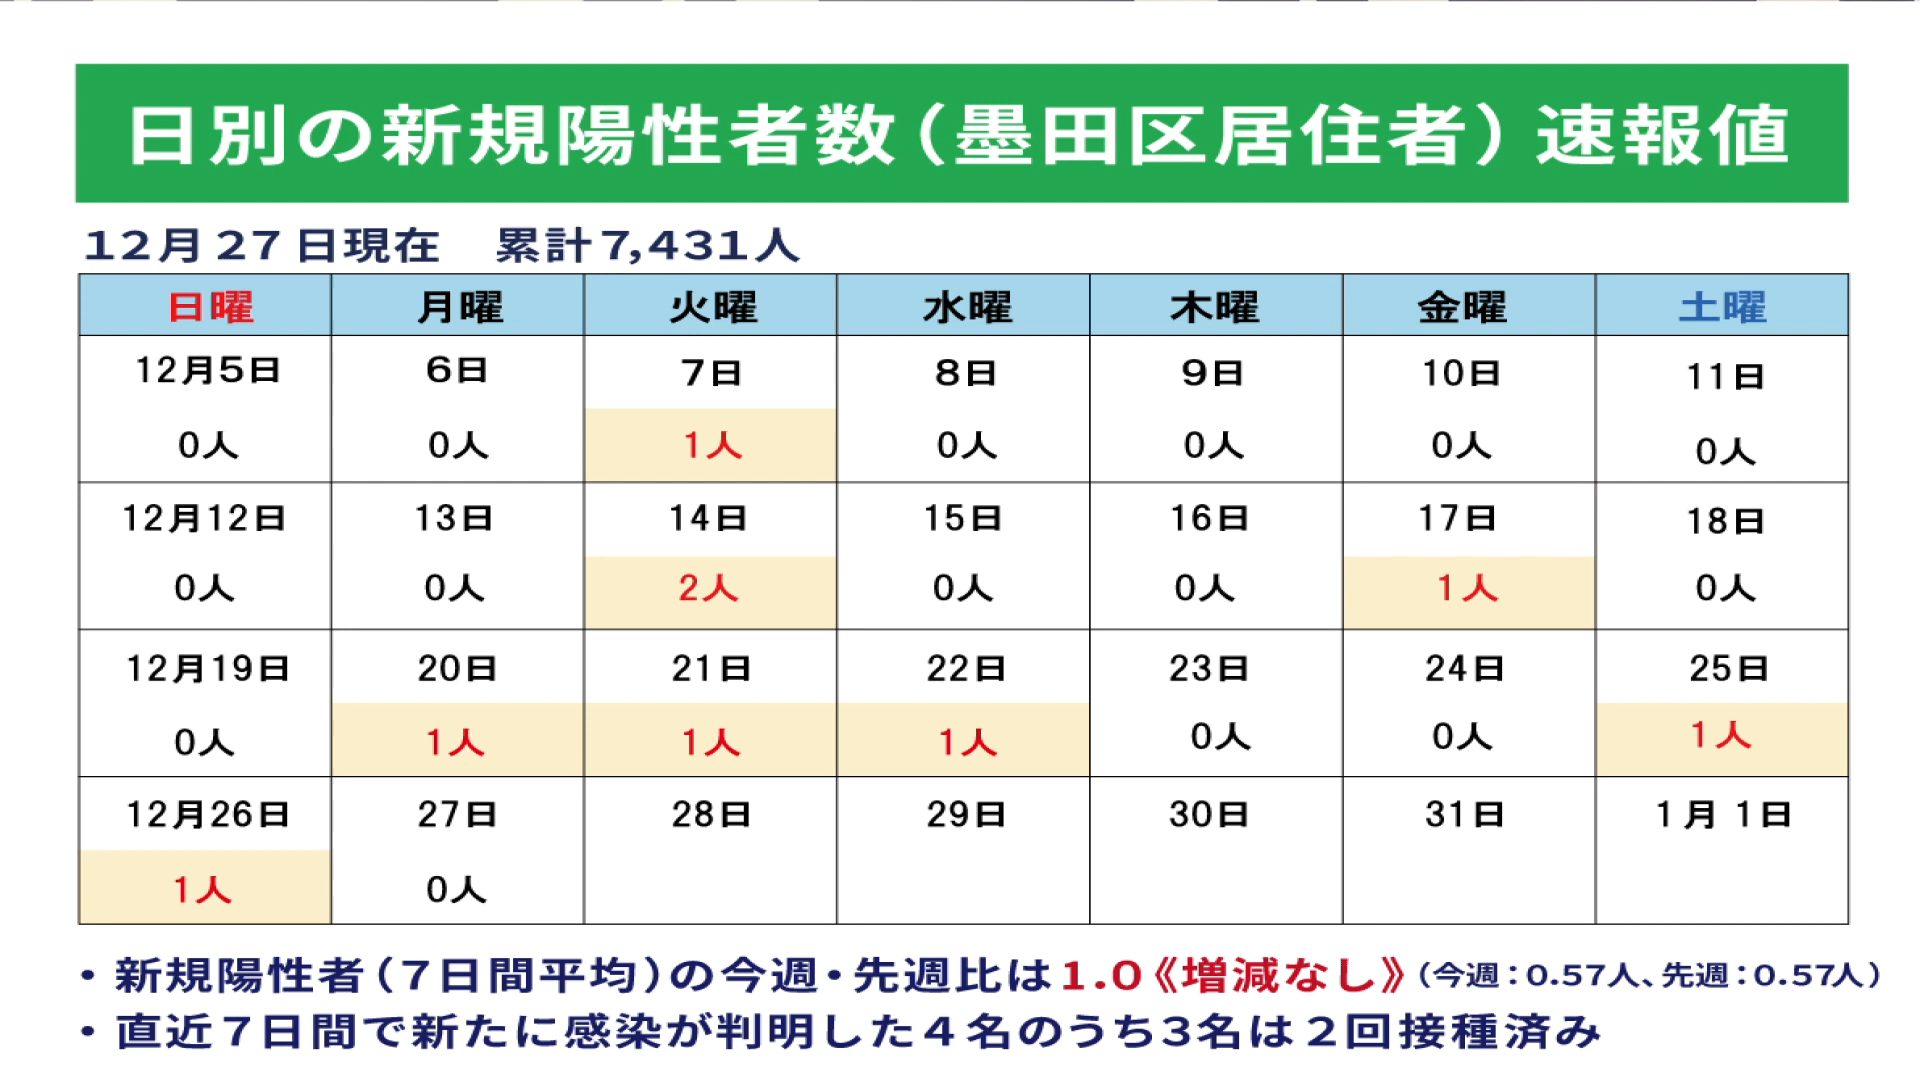 日別の新規陽性者数（墨田区居住者）速報値
12月27日現在　累計7,431人
日曜 月曜 火曜 水曜 木曜 金曜 土曜
12月5日 6日 7日 8日 9日 10日 11日
0人 0人 1人 0人 0人 0人 0人
12月12日 13日 14日 15日 16日 17日 18日
0人 0人 2人 0人 0人 1人 0人
12月19日 20日 21日 22日 23日 24日 25日
0人 1人 1人 1人 0人 0人 1人
12月26日 27日 28日 29日 30日 31日 1月1日
1人 0人
・新規陽性者（7日間平均）の今週・先週比は1.0《増減なし》（今週：0.57人、先週：0.57人）
・直近7日間で新たに感染が判明した4名のうち3名は2回接種済み